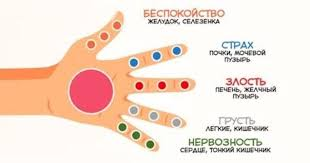 БЕСПОКОЙСТВО
ЖЕЛУДОК, СЕЛЕЗЕНКА
СТРАХ
ПОЧКИ, МОЧЕВОЙ
ПУЗЫРЬ
ЗЛОСТЬ
ПЕЧЕНЬ, ЖЕЛЧНЫЙ
ПУЗЫРЬ
ГРУСТЬ
ЛЕГКИЕ, КИШЕЧНИК
НЕРВОЗНОСТЬ
СЕРДЦЕ, ТОНКИЙ КИШЕЧНИК